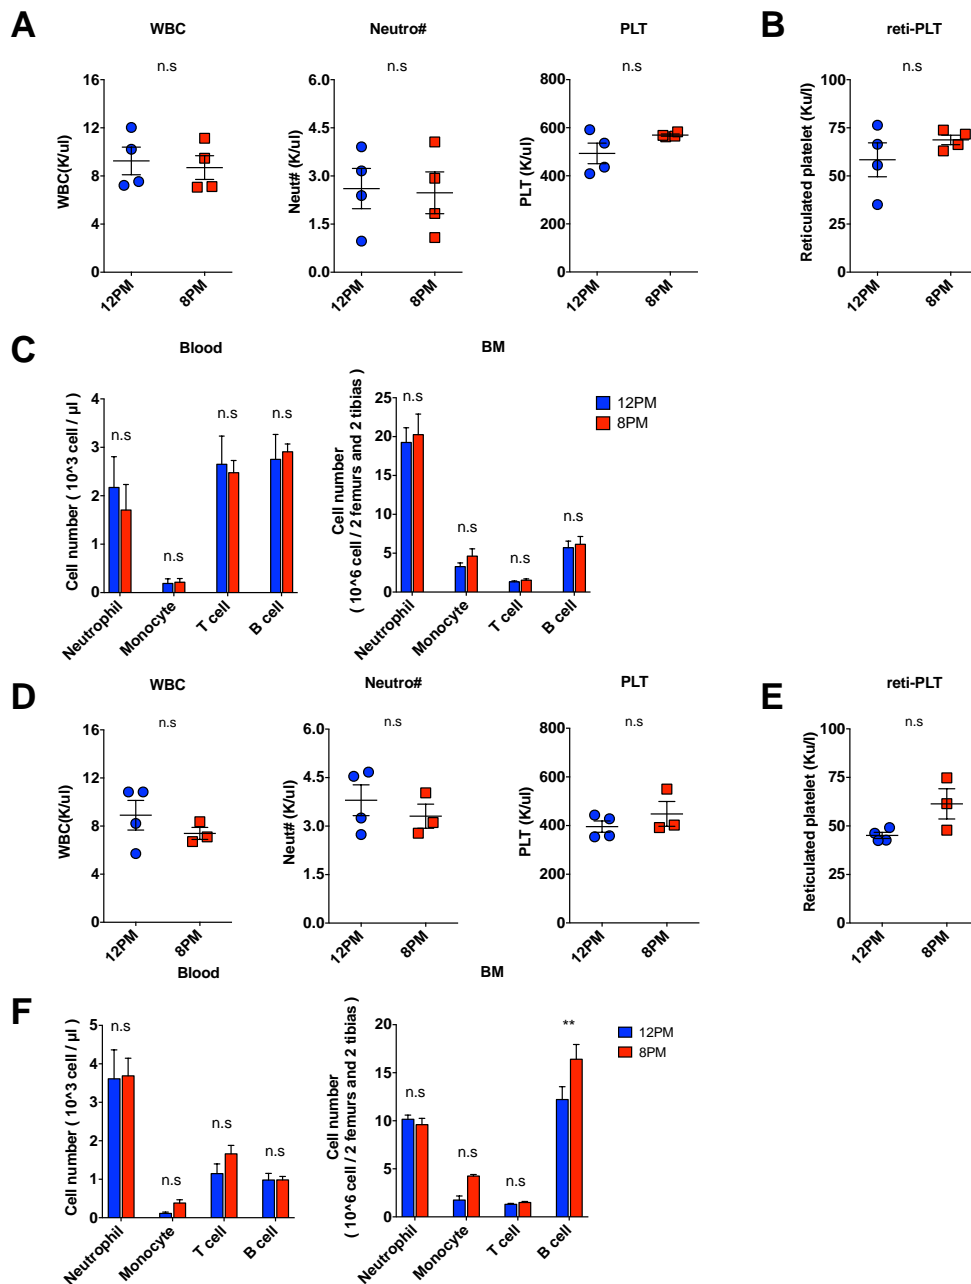 A
WBC
n.s
WBC(K/ul)
16
12
8
4
0
12PM
8PM
Neutro#
n.s
Neut# (K/ul)
6.0
4.5
3.0
1.5
0.0
12PM
8PM
PLT
n.s
PLT (K/ul)
800
600
400
200
0
12PM
8PM
B
reti-PLT
n.s
Reticulated platelet (Ku/l)
100
75
50
25
0
12PM
8PM
C
Blood
Cell number ( 10^3 cell / µl )
4
3
2
1
0
n.s
n.s
n.s
n.s
Neutrophil
Monocyte
T cell
B cell
BM
Cell number
( 10^6 cell / 2 femurs and 2 tibias )
25
20
15
10
5
0
n.s
n.s
n.s
n.s
Neutrophil
Monocyte
T cell
B cell
12PM
8PM
D
WBC
n.s
WBC(K/ul)
16
12
8
4
0
12PM
8PM
Neutro#
n.s
Neut# (K/ul)
6.0
4.5
3.0
1.5
0.0
12PM
8PM
PLT
n.s
PLT (K/ul)
800
600
400
200
0
12PM
8PM
E
reti-PLT
n.s
Reticulated platelet (Ku/l)
100
75
50
25
0
12PM
8PM
F
Blood
Cell number ( 10^3 cell / µl )
5
4
3
2
1
0
n.s
n.s
n.s
n.s
Neutrophil
Monocyte
T cell
B cell
BM
Cell number
( 10^6 cell / 2 femurs and 2 tibias )
20
15
10
5
0
n.s
n.s
n.s
**
Neutrophil
Monocyte
T cell
B cell
12PM
8PM